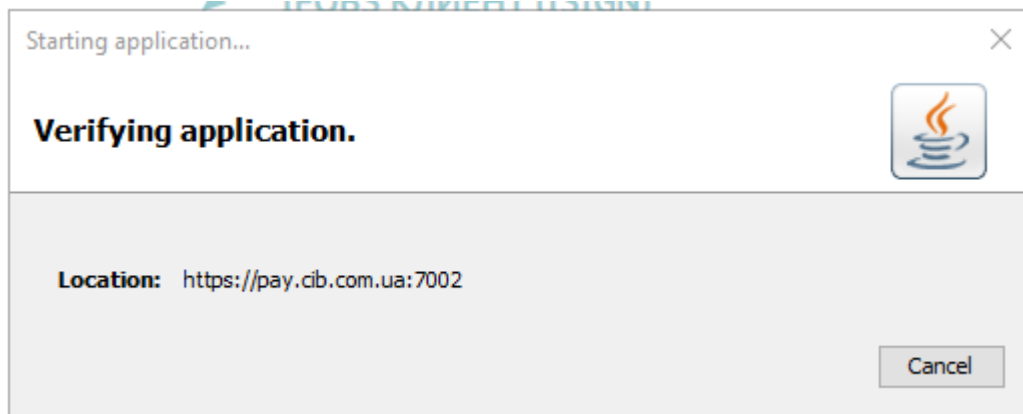 Starting application...
Verifying application.
Location: https://pay.cib.com.ua:7002
Cancel